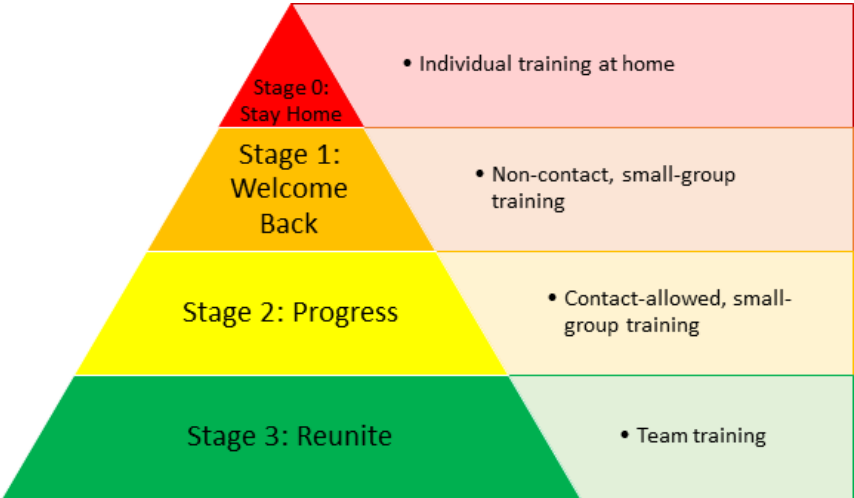 Stage 0:
Stay Home
• Individual training at home
Stage 1:
Welcome
Back
• Non-contact, small-group
training
Stage 2: Progress
• Contact-allowed, small-
group training
Stage 3: Reunite
• Team training